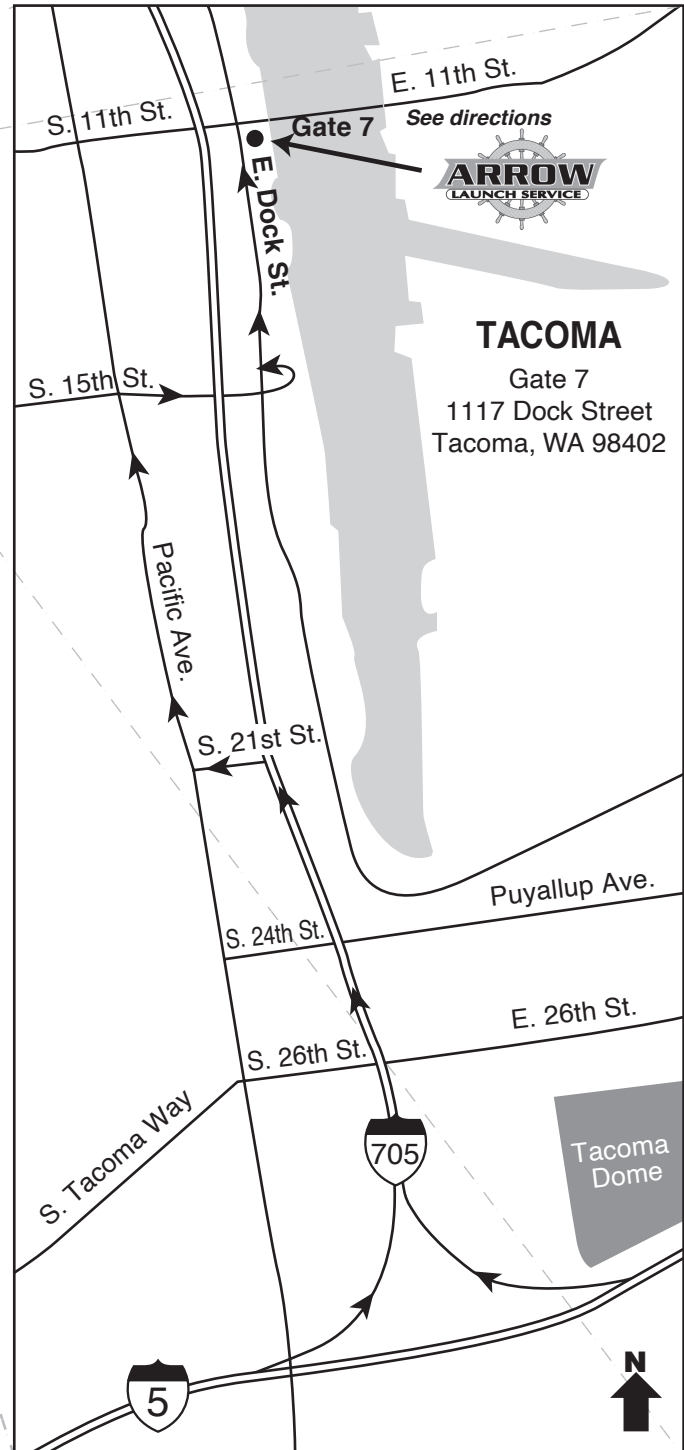 E. 11th St.
S. 11th St.
See directions
Gate 7
ARROW
LAUNCH SERVICE
E. Dock St.
TACOMA
Gate 7
1117 Dock Street
Tacoma, WA 98402
S. 15th St.
Pacific Ave.
S. 21st St.
Puyallup Ave.
S. 24th St.
E. 26th St.
S. 26th St.
S. Tacoma Way
705
Tacoma
Dome
5
N